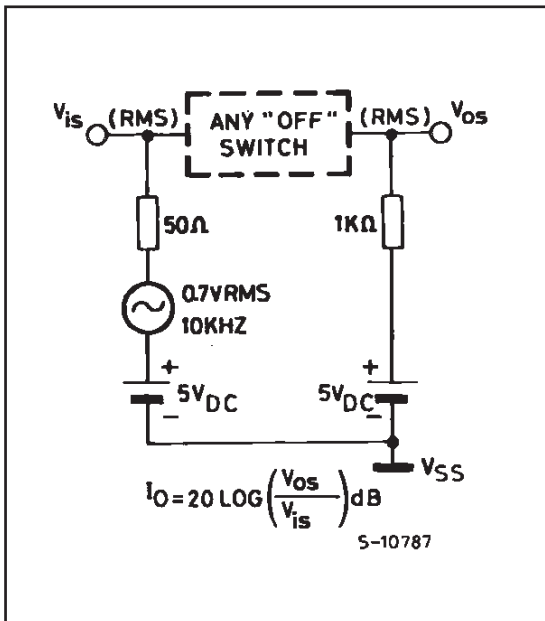 Vis
(RMS)
ANY "OFF"
SWITCH
(RMS)
Vos
50Ω
1KΩ
0.7VRMS
10KHZ
+
5VDC
−
+
5VDC
−
VSS
IO=20 LOG(Vos/Vis)dB
S-10787